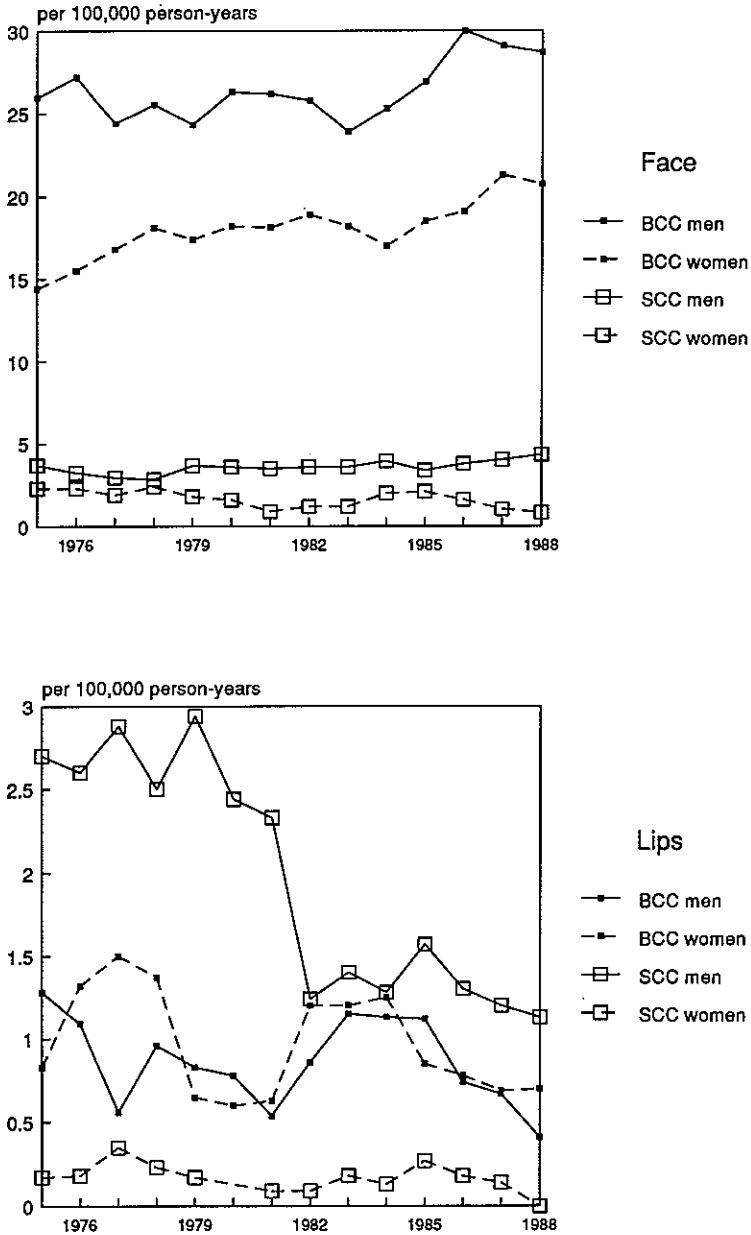 per 100,000 person-years
30
25
20
15
10
5
0
1976 1979 1982 1985 1988
Face
BCC men
BCC women
SCC men
SCC women
per 100,000 person-years
3
2.5
2
1.5
1
0.5
0
1976 1979 1982 1985 1988
Lips
BCC men
BCC women
SCC men
SCC women